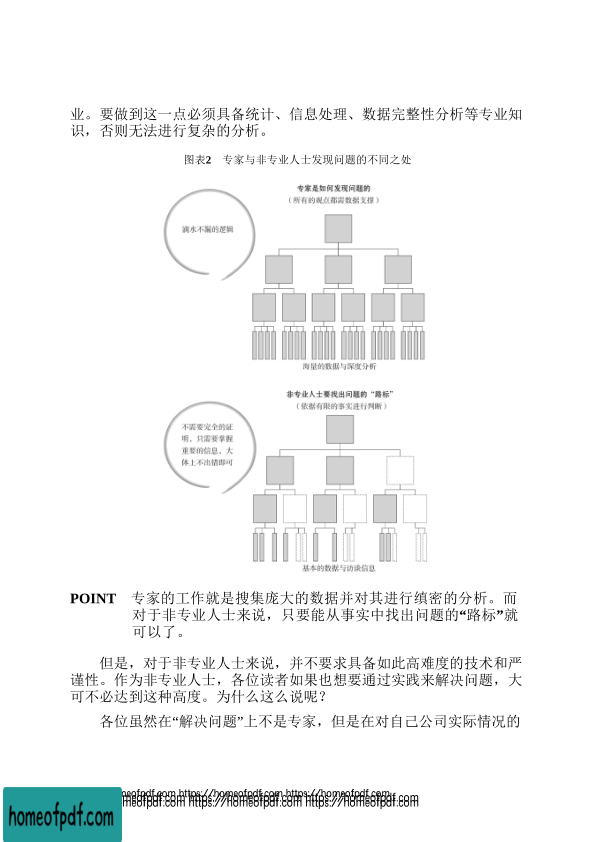 业。要做到这一点必须具备统计、信息处理、数据完整性分析等专业知
识，否则无法进行复杂的分析。
图表2 专家与非专业人士发现问题的不同之处
专家是如何发现问题的
（所有的观点都需数据支撑）
滴水不漏的逻辑
海量的数据与深度分析
非专业人士要找出问题的“路标”
（依据有限的事实进行判断）
不需要完全的证
明，只需要掌握
重要的信息，大
体上不出错即可
基本的数据与访谈信息
POINT 专家的工作就是搜集庞大的数据并对其进行缜密的分析。而
对于非专业人士来说，只要能从事实中找出问题的“路标”就
可以了。
但是，对于非专业人士来说，并不要求具备如此高难度的技术和严
谨性。作为非专业人士，各位读者如果也想要通过实践来解决问题，大
可不必达到这种高度。为什么这么说呢？
各位虽然在“解决问题”上不是专家，但是在对自己公司实际情况的
homeofpdf.com https://homeofpdf.com https://homeofpdf.com
homeofpdf.com https://homeofpdf.com https://homeofpdf.com
homeofpdf.com